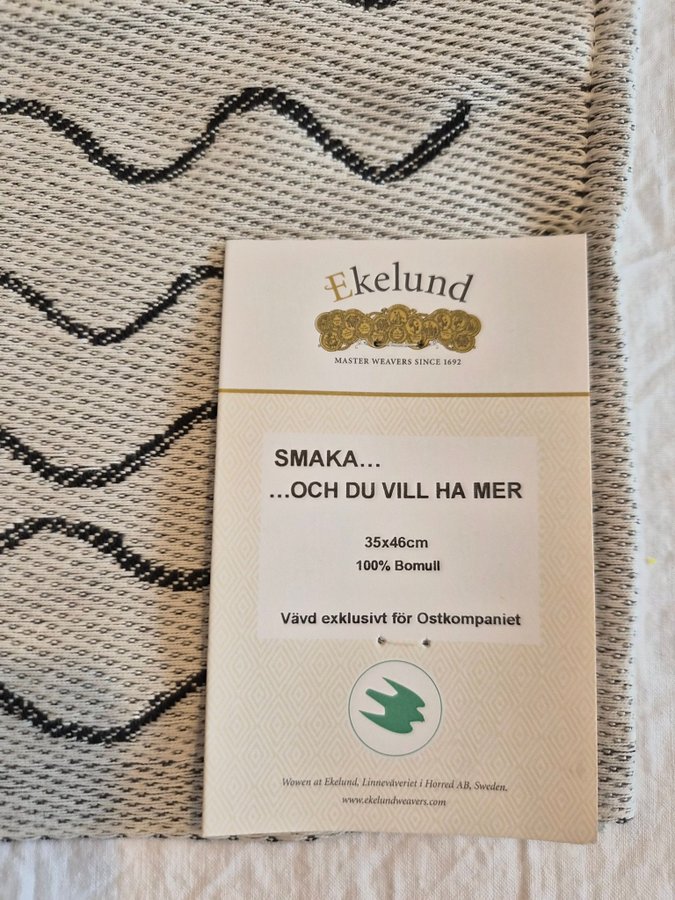 Ekelund
MASTER WEAVERS SINCE 1692
SMAKA...
...OCH DU VILL HA MER
35x46cm
100% Bomull
Vävd exklusivt för Ostkompaniet
Wowen at Ekelund, Linneväveriet i Horred AB, Sweden.
www.ekelundweavers.com